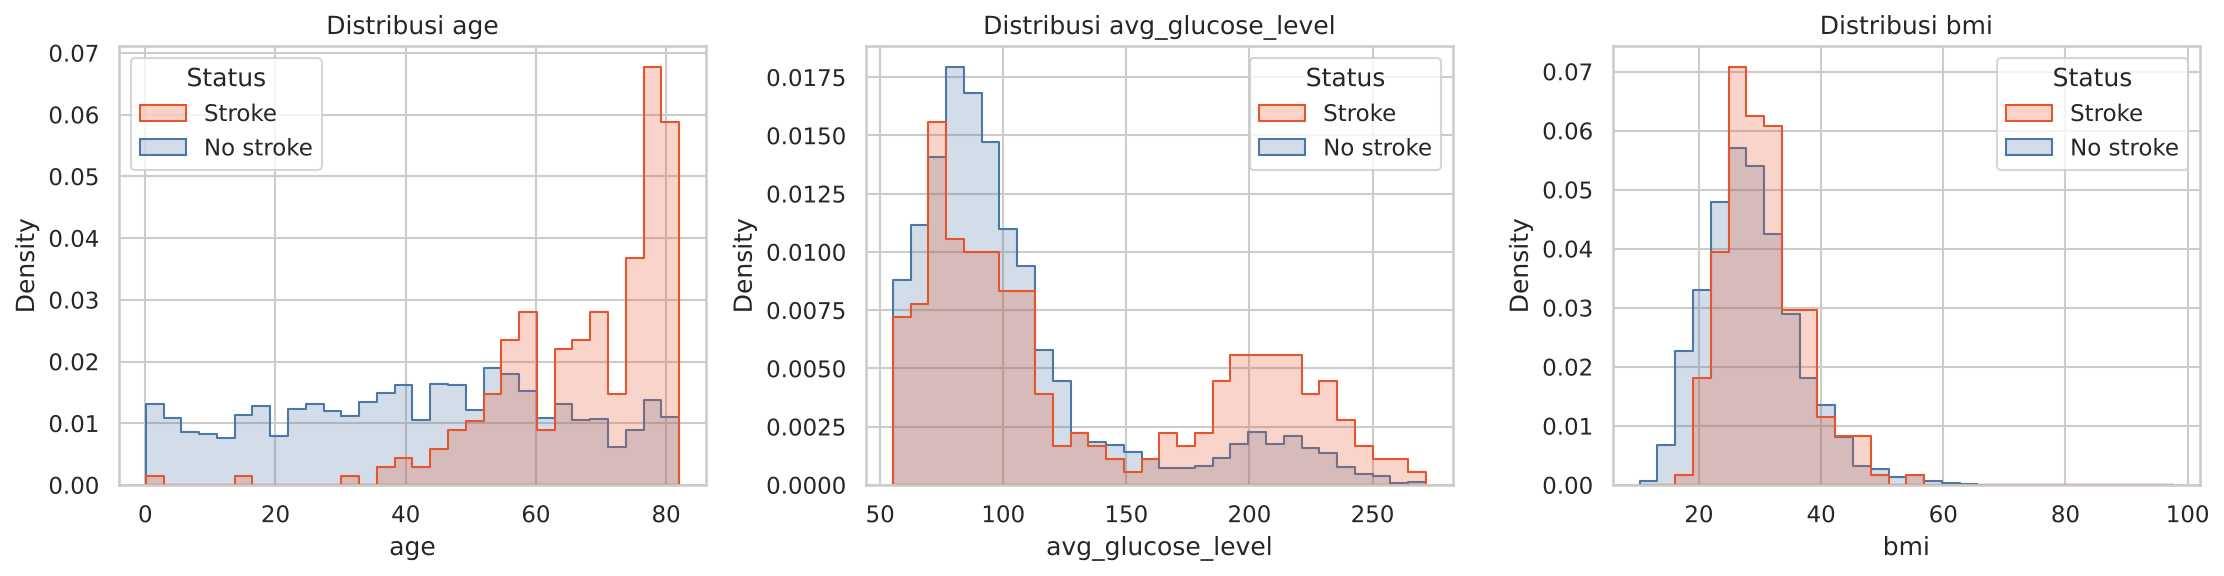 Distribusi age
0.07
0.06
0.05
0.04
0.03
0.02
0.01
0.00
Density
Status
Stroke
No stroke
0 20 40 60 80
age
Distribusi avg_glucose_level
0.0175
0.0150
0.0125
0.0100
0.0075
0.0050
0.0025
0.0000
Density
Status
Stroke
No stroke
50 100 150 200 250
avg_glucose_level
Distribusi bmi
0.07
0.06
0.05
0.04
0.03
0.02
0.01
0.00
Density
Status
Stroke
No stroke
20 40 60 80 100
bmi